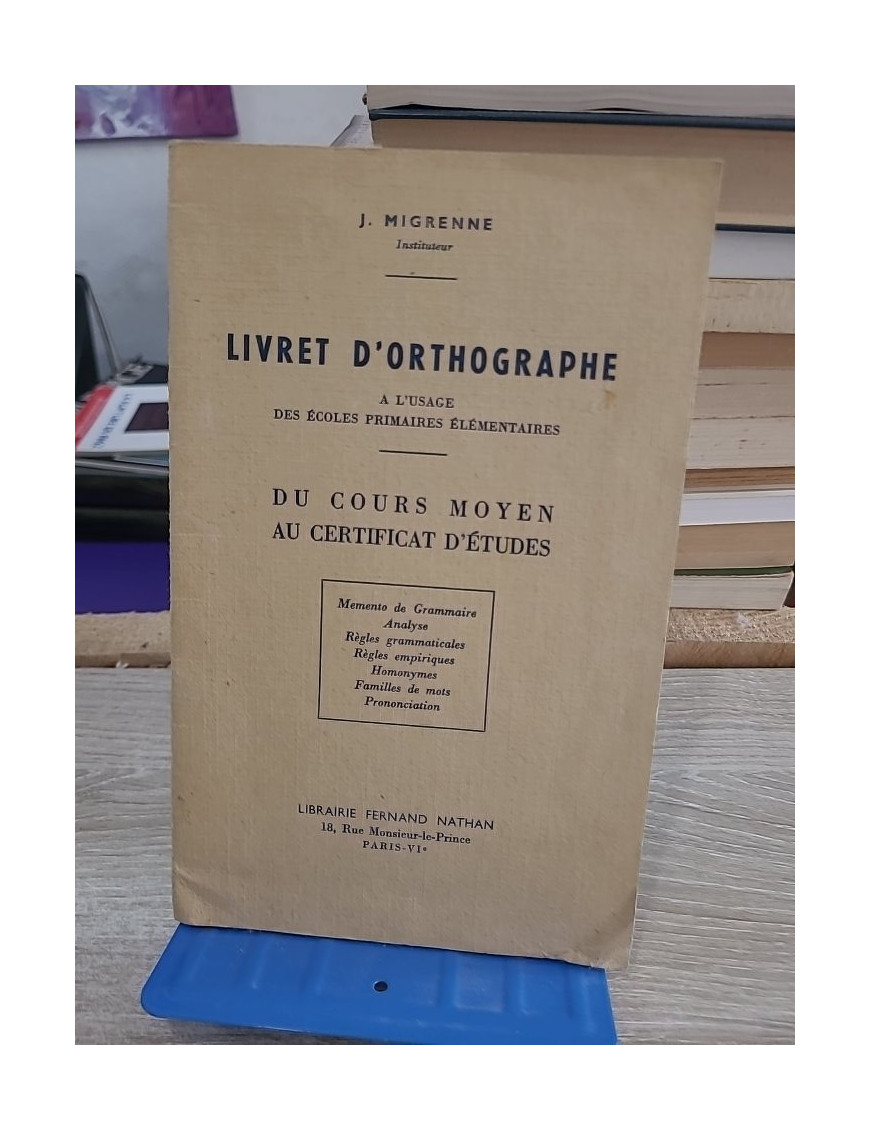 J. MIGRENNE
Instituteur
LIVRET D'ORTHOGRAPHE
A L'USAGE
DES ÉCOLES PRIMAIRES ÉLÉMENTAIRES
DU COURS MOYEN
AU CERTIFICAT D'ÉTUDES
Memento de Grammaire
Analyse
Règles grammaticales
Règles empiriques
Homonymes
Familles de mots
Prononciation
LIBRAIRIE FERNAND NATHAN
18, Rue Monsieur-le-Prince
PARIS-VIe